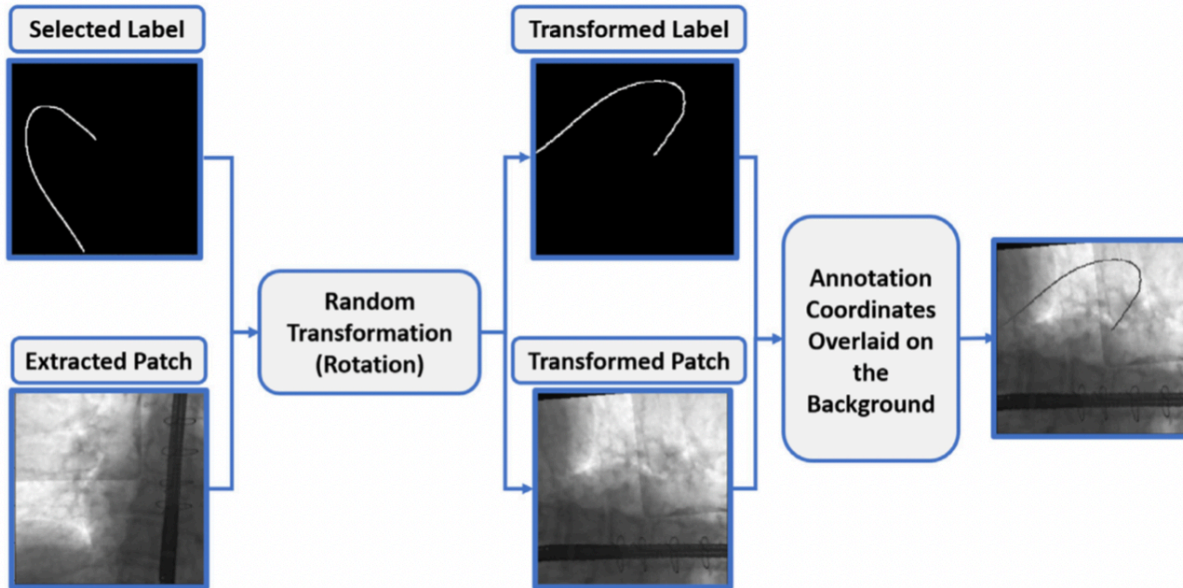 Selected Label
Transformed Label
Extracted Patch
Random
Transformation
(Rotation)
Transformed Patch
Annotation
Coordinates
Overlaid on
the
Background